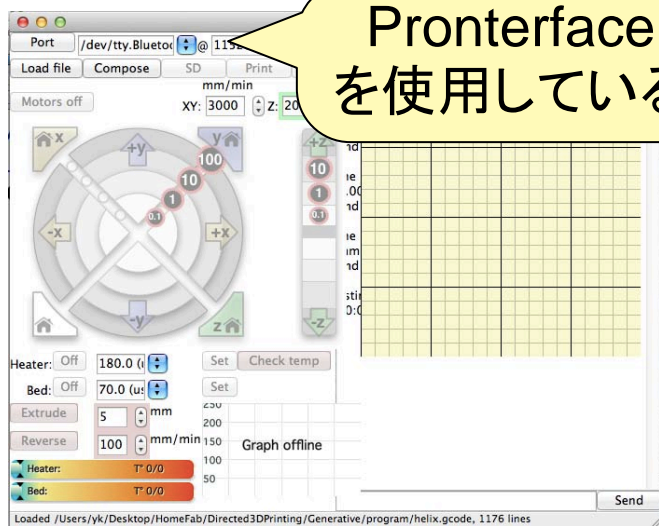 Pronterface
を使用している
Port /dev/tty.Bluetoo @
Load file Compose SD Print
mm/min
Motors off XY: 3000 Z: 20
x y +y +z
100
10 10
1 1
0.1 0.1
-x +x
-y z -z
Heater: Off 180.0 (u Set Check temp
Bed: Off 70.0 (us Set
Extrude 5 mm
Reverse 100 mm/min
250
200
150 Graph offline
100
50
Heater: T° 0/0
Bed: T° 0/0
Send
Loaded /Users/yk/Desktop/HomeFab/Directed3DPrinting/Generative/program/helix.gcode, 1176 lines